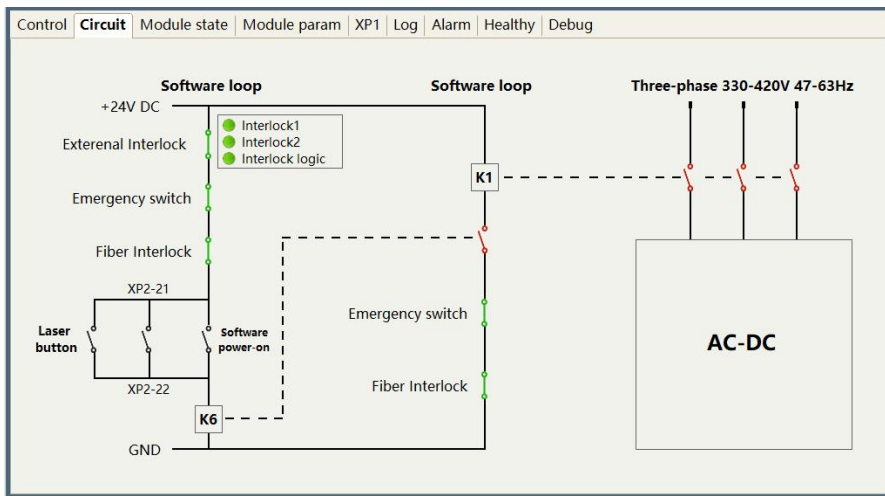 Control Circuit Module state Module param XP1 Log Alarm Healthy Debug
Software loop
Software loop
Three-phase 330-420V 47-63Hz
+24V DC
Interlock1
Interlock2
Interlock logic
Exterenal Interlock
K1
Emergency switch
Fiber Interlock
XP2-21
Laser
button
Software
power-on
XP2-22
K6
GND
Emergency switch
Fiber Interlock
AC-DC